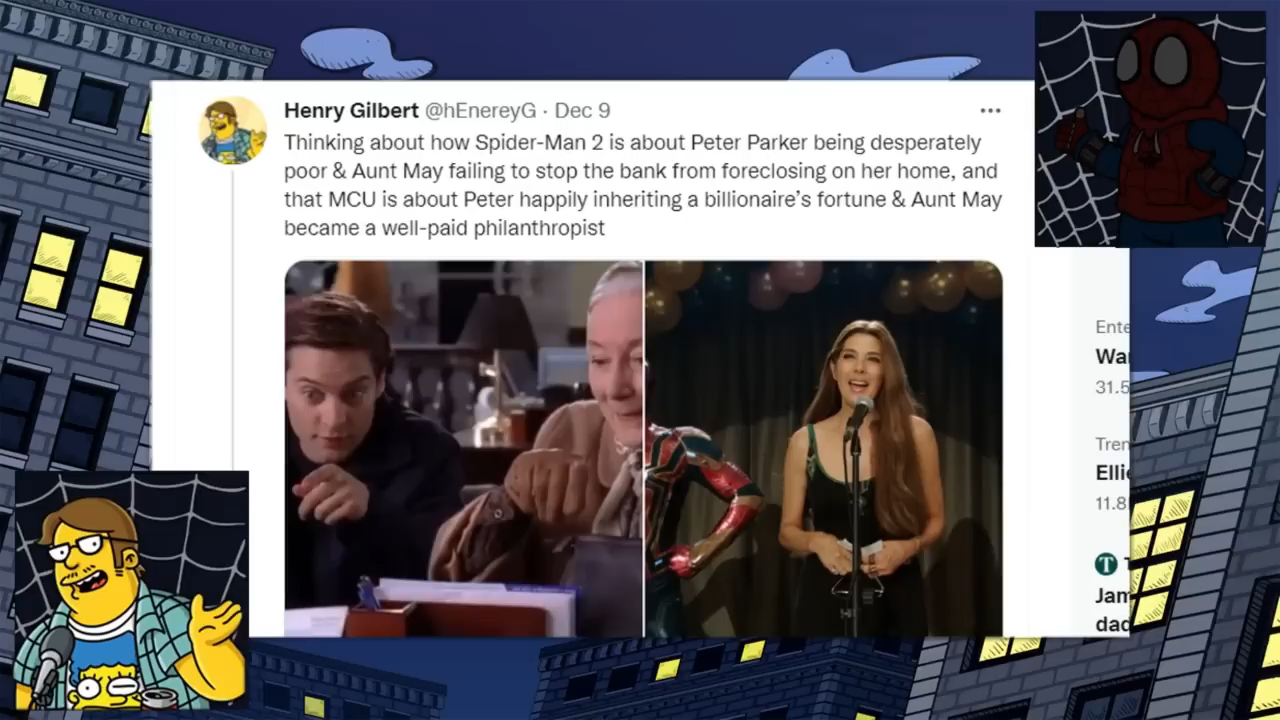 Henry Gilbert @hEnereyG · Dec 9
Thinking about how Spider-Man 2 is about Peter Parker being desperately
poor & Aunt May failing to stop the bank from foreclosing on her home, and
that MCU is about Peter happily inheriting a billionaire’s fortune & Aunt May
became a well-paid philanthropist
Ente
War
31.5
Tren
Ellie
11.8
T
Jam
dad